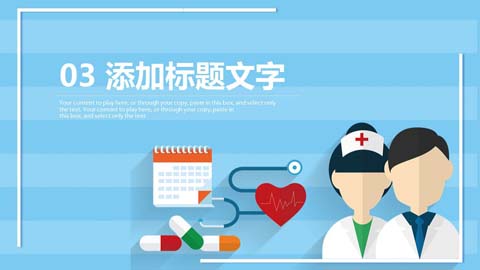 03 添加标题文字
Your content to play here, or through your copy, paste in this box, and select only
the text. Your content to play here, or through your copy, paste in
this box, and select only the text